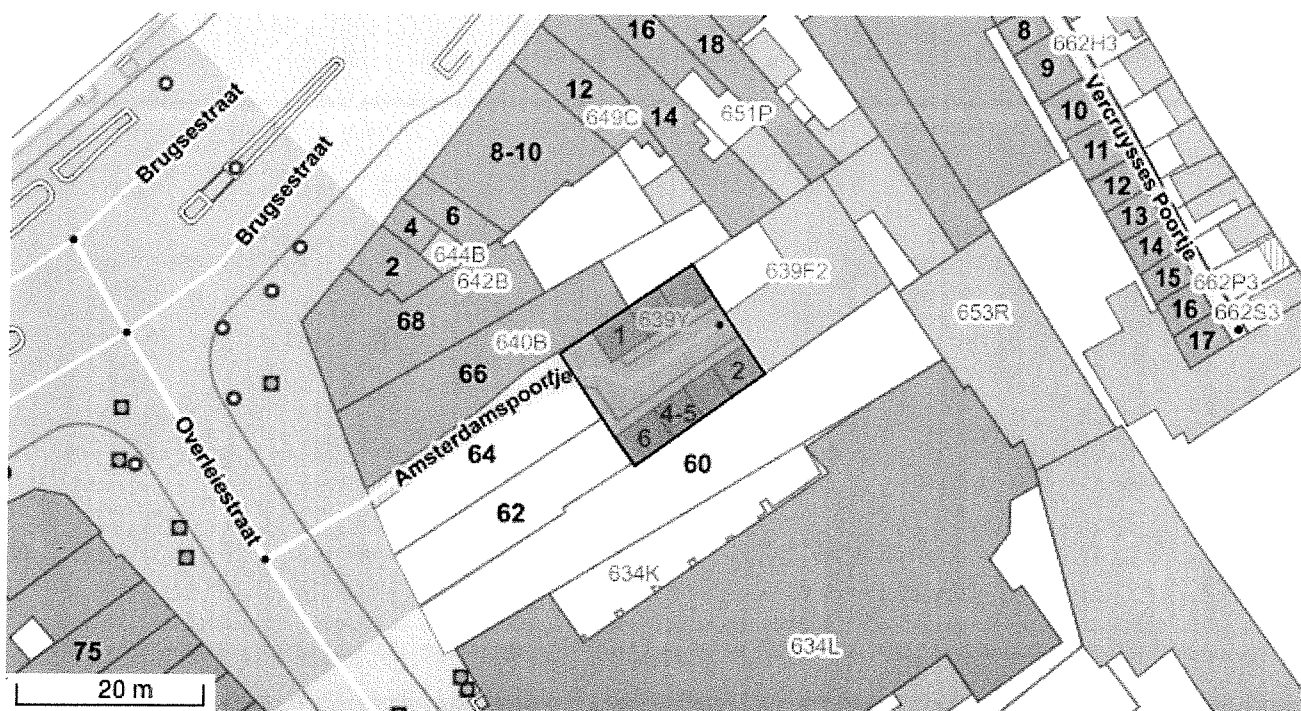 8
662H3
16
18
9
12
10
649C
14
651P
Brugsestraat
11
Vercruysses Poortje
8-10
12
Brugsestraat
13
6
4
14
644B
639F2
2
15
642B
662P3
16
662S3
68
653R
1
639Y
17
640B
66
2
4-5
Amsterdamspoortje
6
64
60
Overleiestraat
62
634K
634L
75
20 m